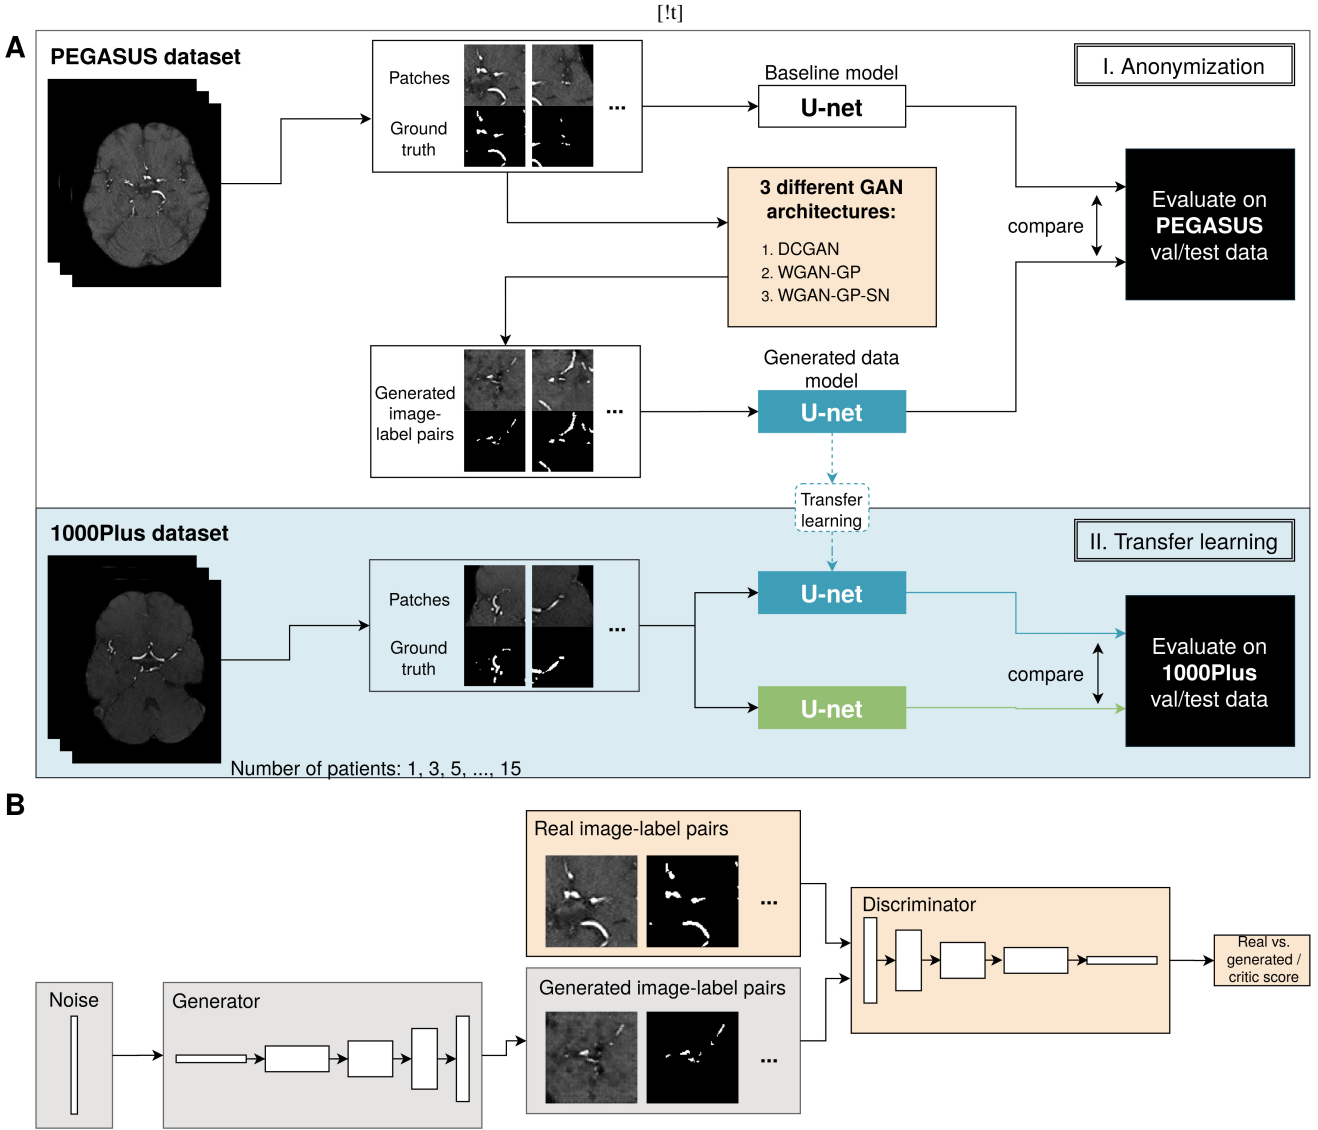 [!t]
A
PEGASUS dataset
I. Anonymization
Patches
Ground
truth
...
Baseline model
U-net
3 different GAN
architectures:
1. DCGAN
2. WGAN-GP
3. WGAN-GP-SN
compare
Evaluate on
PEGASUS
val/test data
Generated
image-
label pairs
...
Generated data
model
U-net
Transfer
learning
1000Plus dataset
II. Transfer learning
Patches
Ground
truth
...
U-net
U-net
compare
Evaluate on
1000Plus
val/test data
Number of patients: 1, 3, 5, ..., 15
B
Real image-label pairs
...
Noise
Generator
Generated image-label pairs
...
Discriminator
Real vs.
generated /
critic score